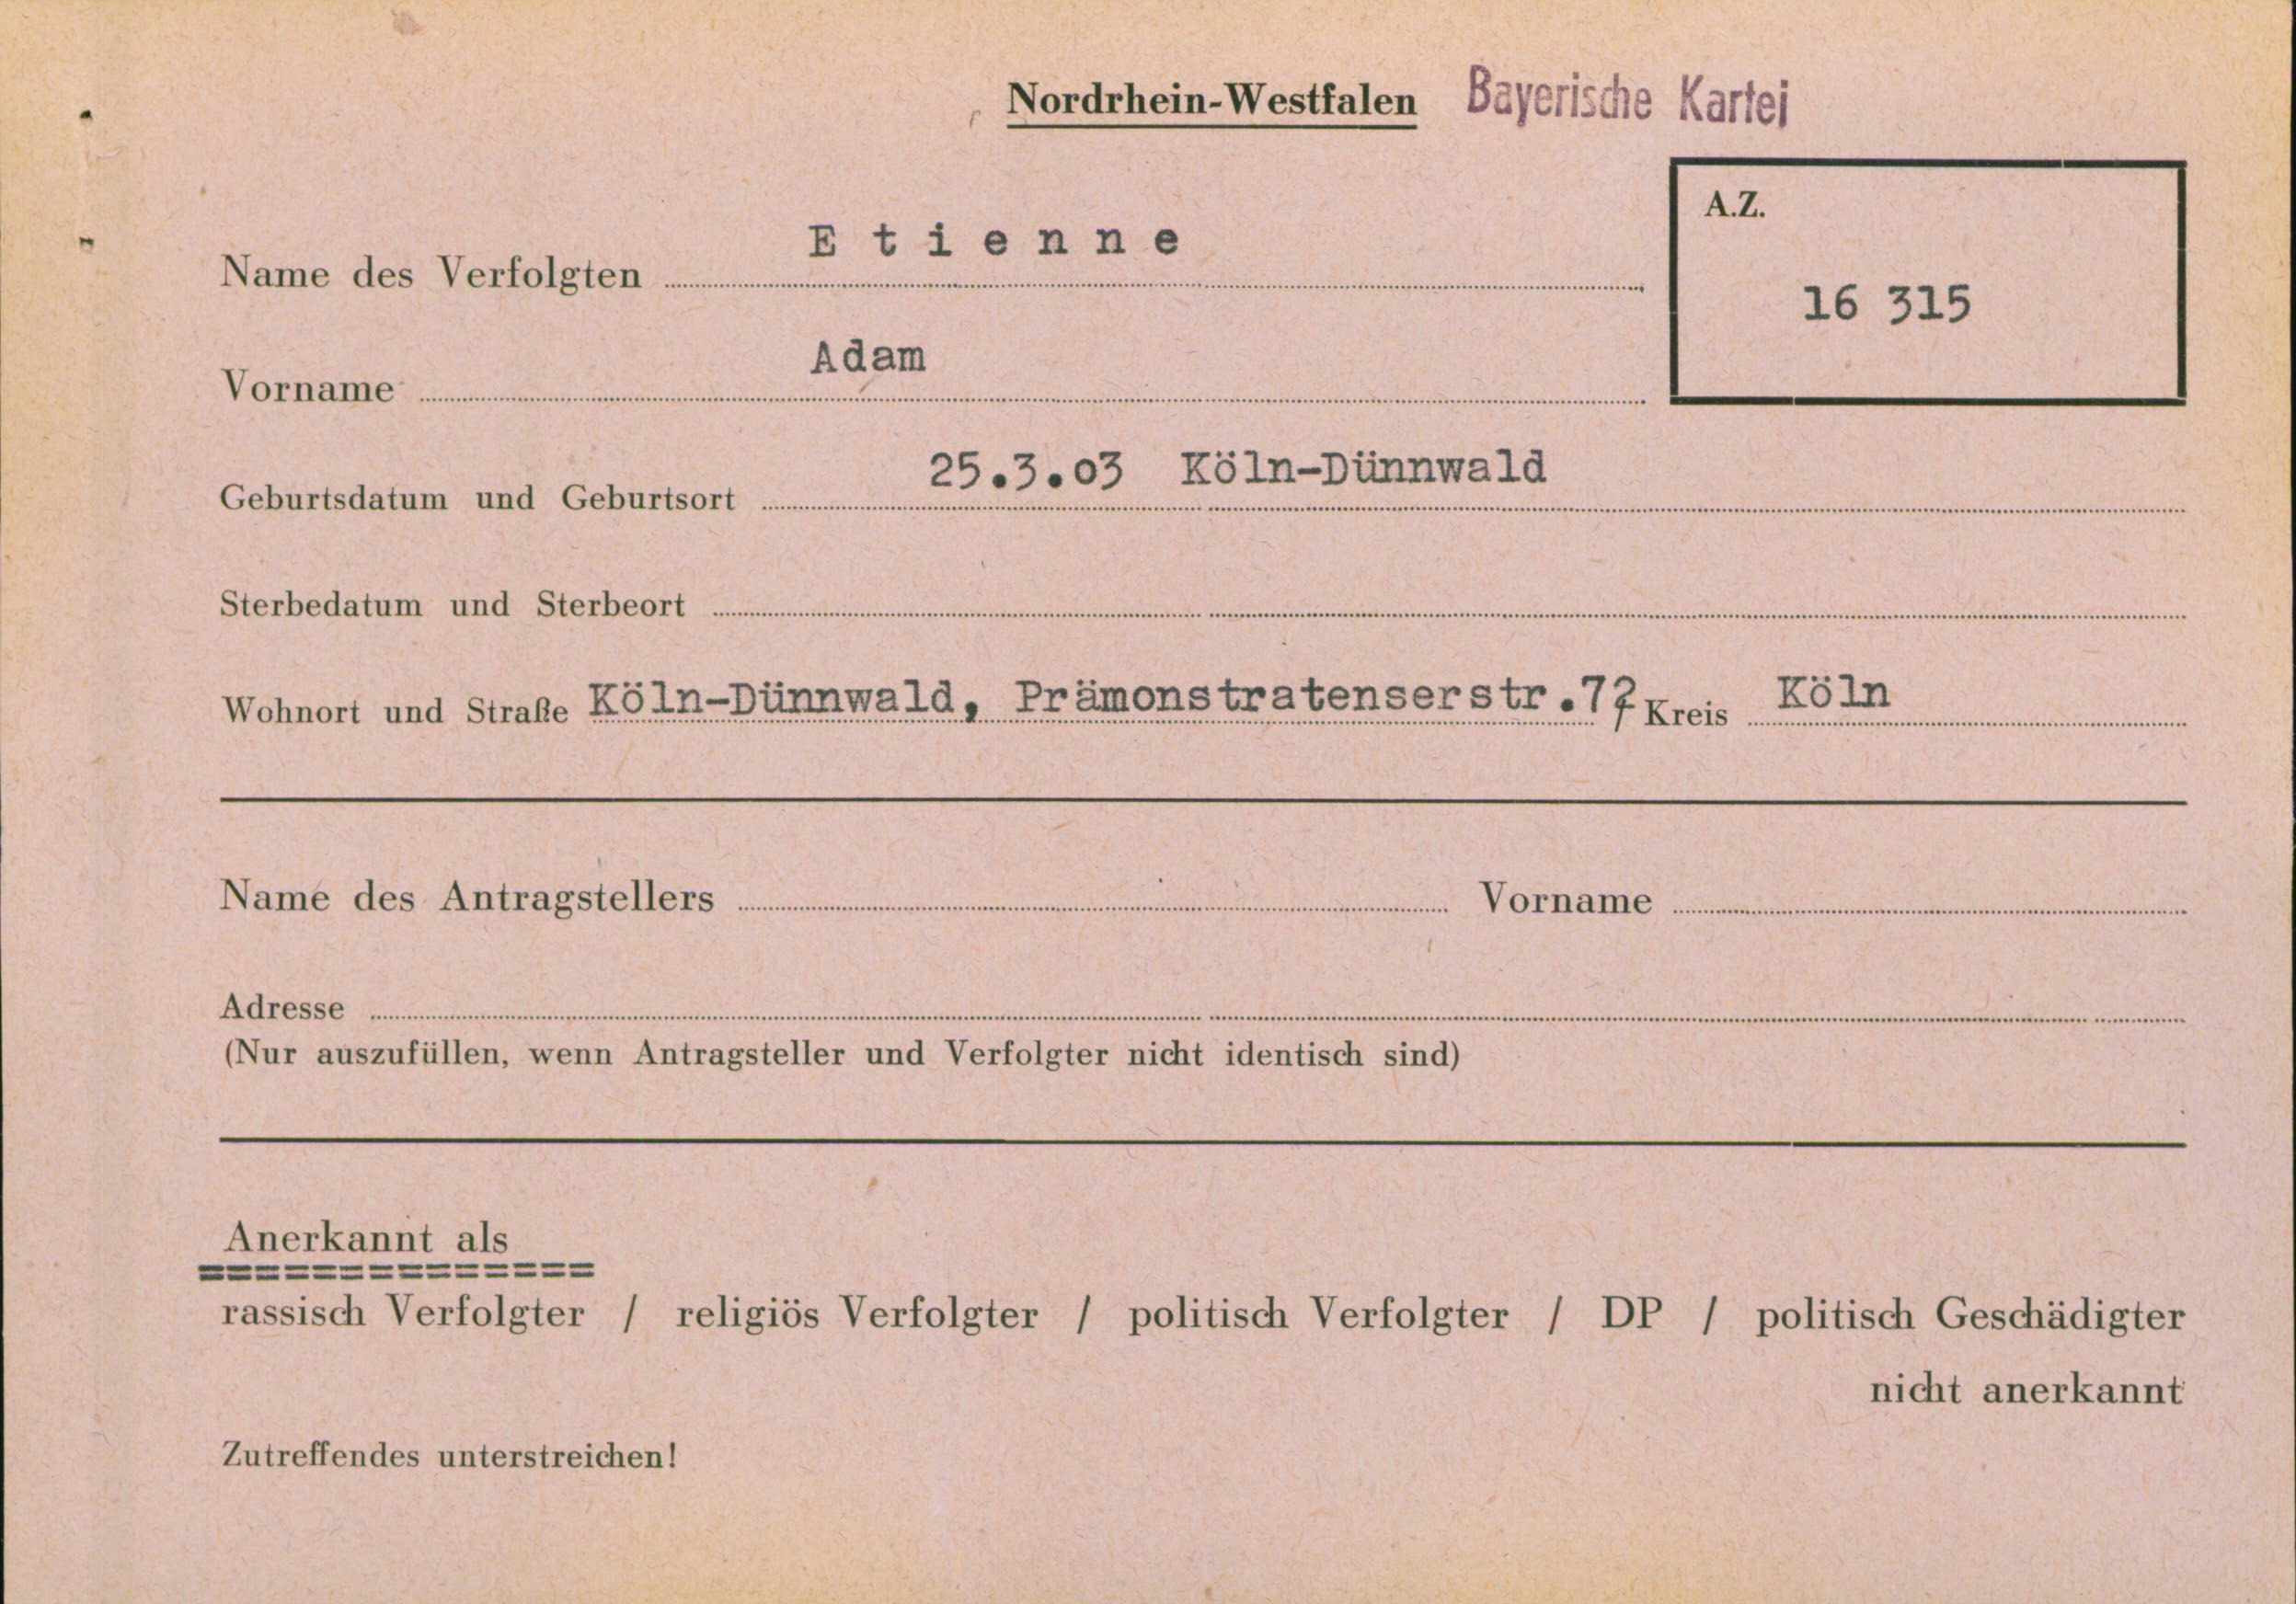 Nordrhein-Westfalen Bayerische Kartei
A.Z.
16 315
Name des Verfolgten Etienne
Vorname Adam
Geburtsdatum und Geburtsort 25.3.03 Köln-Dünnwald
Sterbedatum und Sterbeort
Wohnort und Straße Köln-Dünnwald, Prämonstratenserstr. Kreis Köln
Name des Antragstellers Vorname
Adresse
(Nur auszufüllen, wenn Antragsteller und Verfolgter nicht identisch sind)
Anerkannt als
==============
rassisch Verfolgter / religiös Verfolgter / politisch Verfolgter / DP / politisch Geschädigter
nicht anerkannt
Zutreffendes unterstreichen!